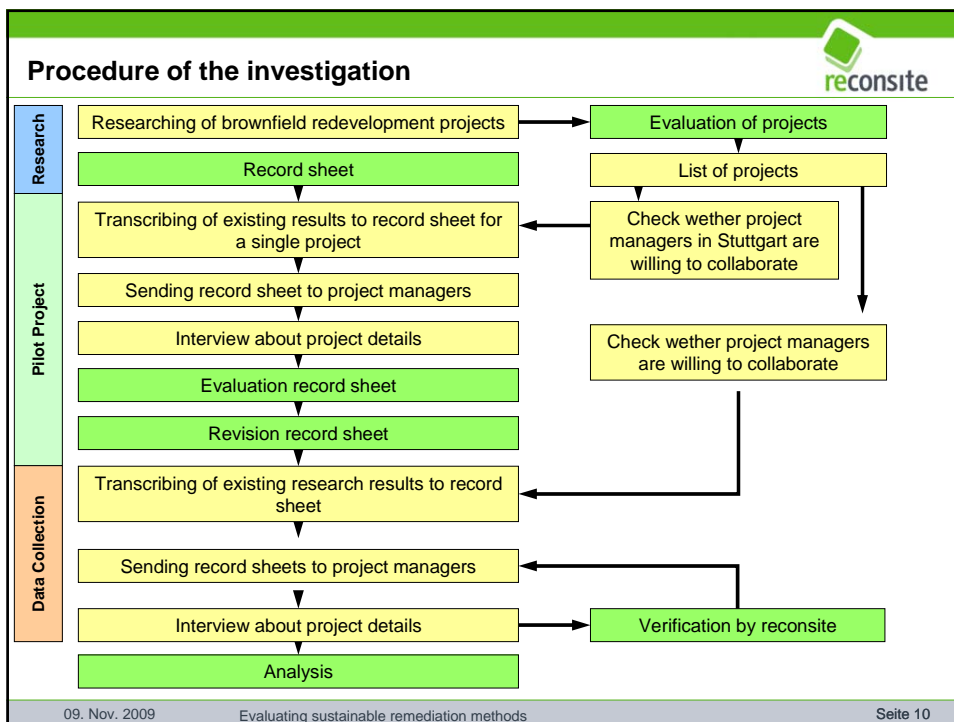 Procedure of the investigation
reconsite
Research
Researching of brownfield redevelopment projects
Evaluation of projects
Record sheet
List of projects
Pilot Project
Transcribing of existing results to record sheet for
a single project
Check wether project
managers in Stuttgart are
willing to collaborate
Sending record sheet to project managers
Interview about project details
Check wether project managers
are willing to collaborate
Evaluation record sheet
Revision record sheet
Data Collection
Transcribing of existing research results to record
sheet
Sending record sheets to project managers
Interview about project details
Verification by reconsite
Analysis
09. Nov. 2009
Evaluating sustainable remediation methods
Seite 10